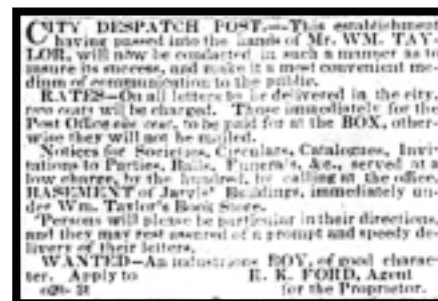 CITY DESPATCH POST.—This establishment
having passed into the hands of Mr. WM. TAY-
LOR, will now be conducted in such a manner as to
insure its success, and make it a most convenient me-
dium of communication to the public.
RATES—On all letters to be delivered in the city,
two cents will be charged. Those immediately for the
Post Office one cent, to be paid for at the BOX, other-
wise they will not be mailed.
Notices for Societies, Circulars, Catalogues, Invi-
tations to Parties, Balls, Funerals, &c., served at a
low charge, by the hundred, by calling at the office,
BASEMENT of Jarvis' Buildings, immediately un-
der Wm. Taylor's Book Store.
Persons will please be particular in their directions,
and they may rest assured of a prompt and speedy de-
livery of their letters.
WANTED—An industrious BOY, of good charac-
ter. Apply to E. K. FORD, Agent
for the Proprietor.